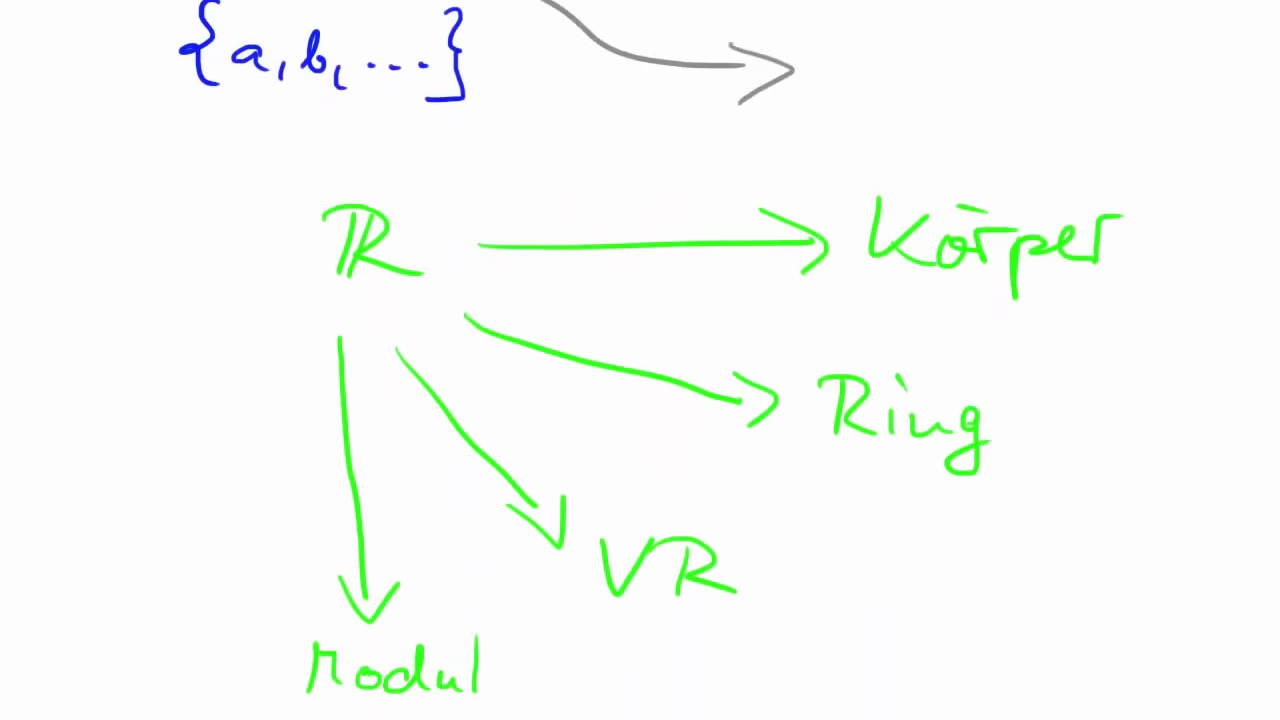 {a, b, ...}
ℝ Körper
Ring
VR
Modul